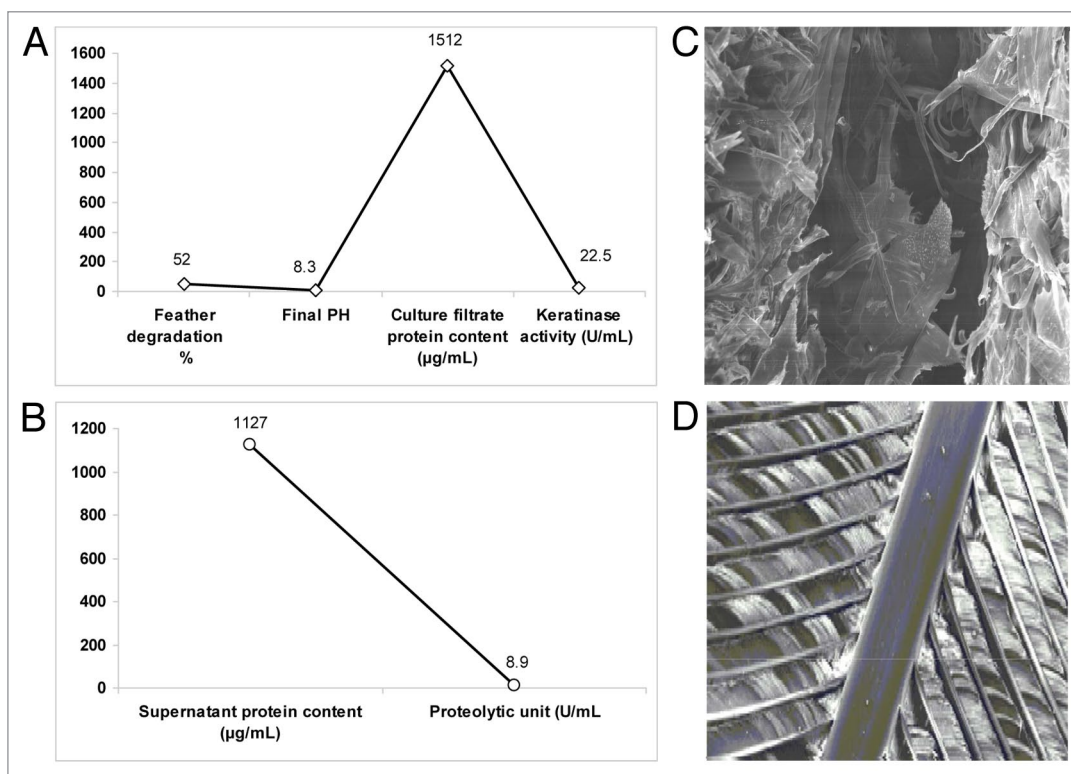 A
1600
1400
1200
1000
800
600
400
200
0
52
8.3
1512
22.5
Feather
degradation
%
Final PH
Culture filtrate
protein content
(µg/mL)
Keratinase
activity (U/mL)
B
1200
1000
800
600
400
200
0
1127
8.9
Supernatant protein content
(µg/mL)
Proteolytic unit (U/mL
C
D